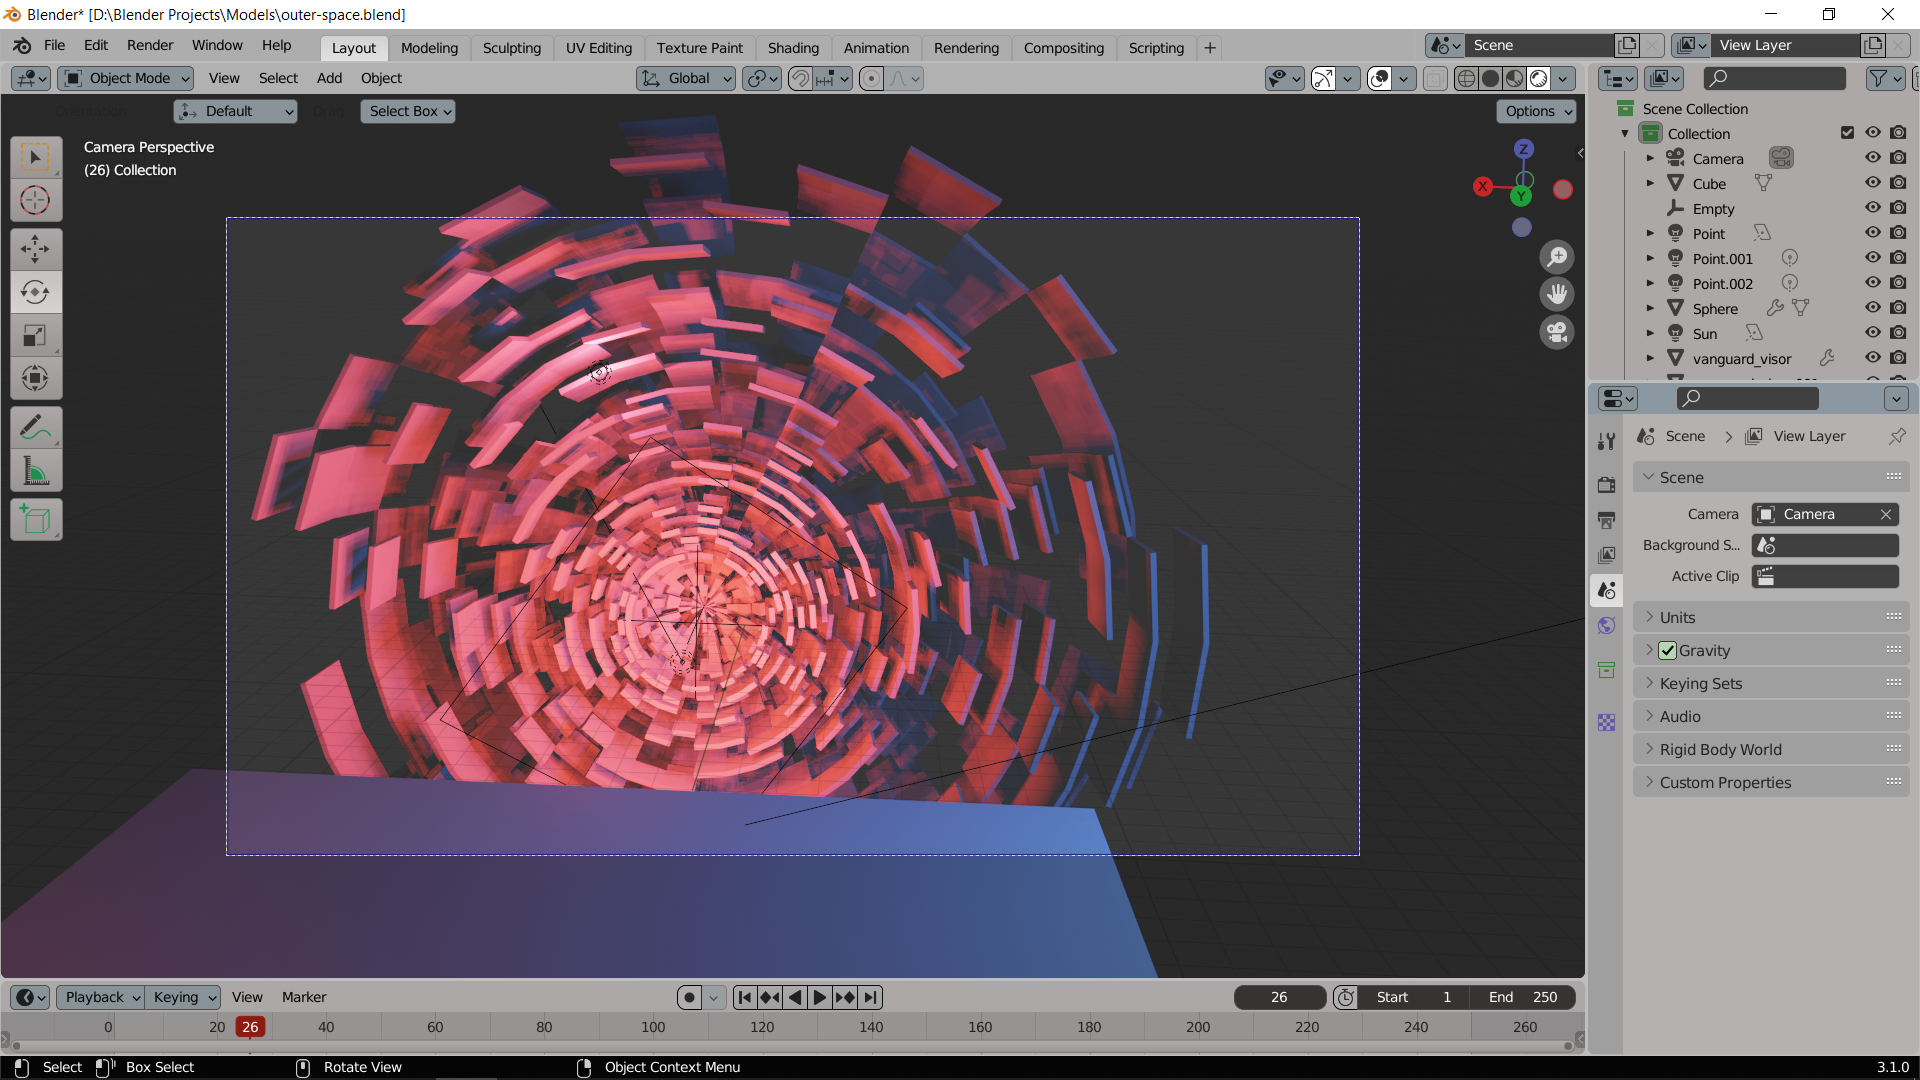 Blender* [D:\Blender Projects\Models\outer-space.blend]
File Edit Render Window Help Layout Modeling Sculpting UV Editing Texture Paint Shading Animation Rendering Compositing Scripting + Scene View Layer
Object Mode View Select Add Object Global
Orientation: Default Drag: Select Box Options
Camera Perspective
(26) Collection
Z
X
Y
Scene Collection
Collection
Camera
Cube
Empty
Point
Point.001
Point.002
Sphere
Sun
vanguard_visor
Scene > View Layer
Scene
Camera Camera
Background S...
Active Clip
Units
Gravity
Keying Sets
Audio
Rigid Body World
Custom Properties
Playback Keying View Marker 26 Start 1 End 250
0 20 26 40 60 80 100 120 140 160 180 200 220 240 260
Select Box Select Rotate View Object Context Menu 3.1.0